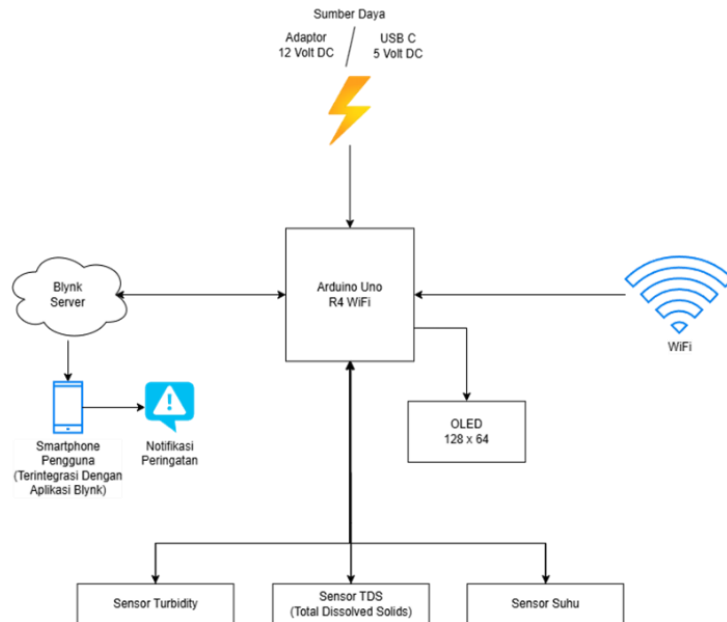 Sumber Daya
Adaptor
12 Volt DC
USB C
5 Volt DC
Arduino Uno
R4 WiFi
Blynk
Server
WiFi
OLED
128 x 64
Smartphone
Pengguna
(Terintegrasi Dengan
Aplikasi Blynk)
Notifikasi
Peringatan
Sensor Turbidity
Sensor TDS
(Total Dissolved Solids)
Sensor Suhu